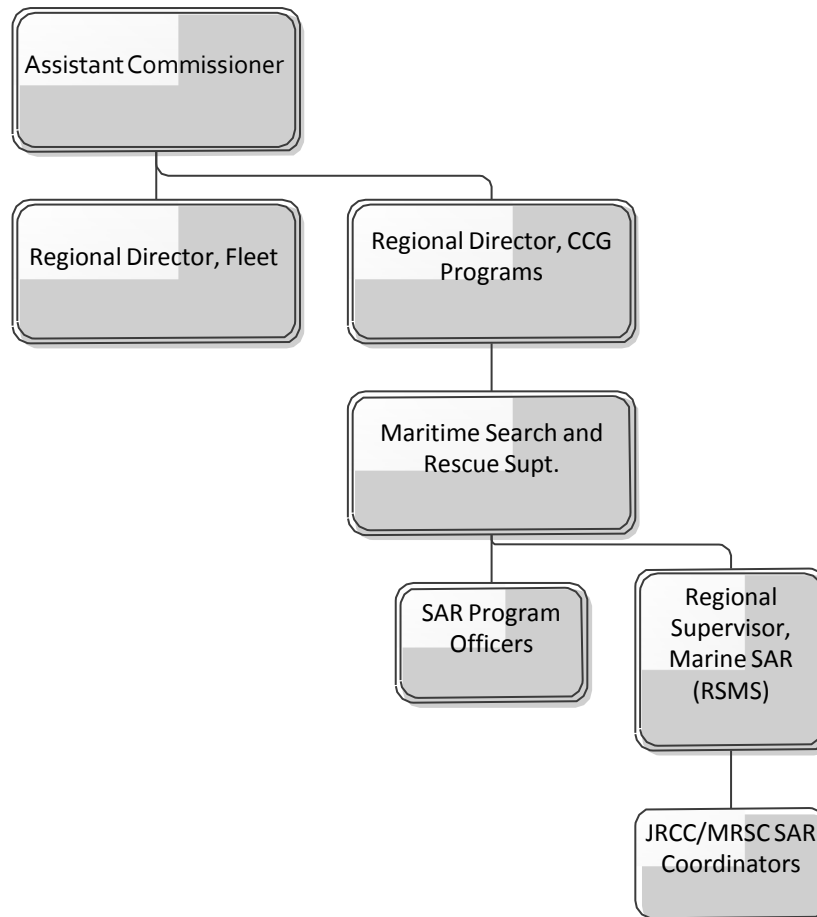 Assistant Commissioner
Regional Director, Fleet
Regional Director, CCG
Programs
Maritime Search and
Rescue Supt.
SAR Program
Officers
Regional
Supervisor,
Marine SAR
(RSMS)
JRCC/MRSC SAR
Coordinators